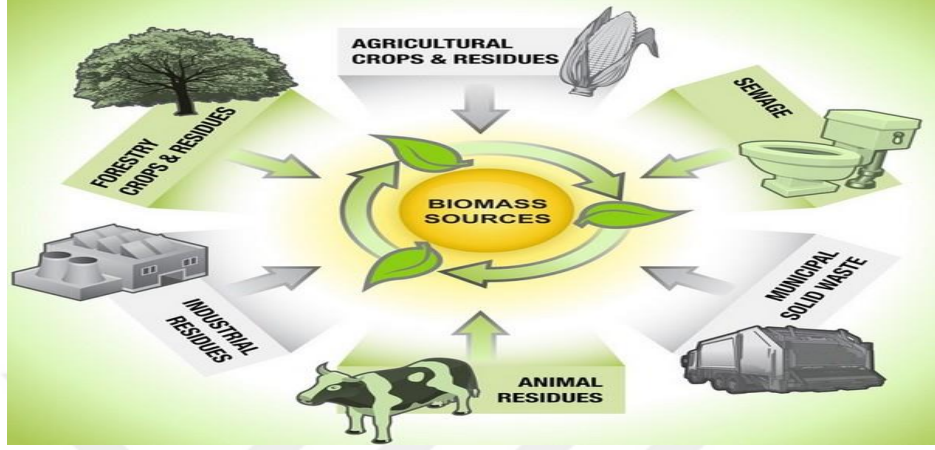 AGRICULTURAL
CROPS & RESIDUES
SEWAGE
FORESTRY
CROPS & RESIDUES
BIOMASS
SOURCES
INDUSTRIAL
RESIDUES
MUNICIPAL
SOLID WASTE
ANIMAL
RESIDUES